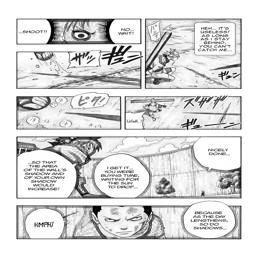 HEH... IT'S
USELESS!
AS LONG
AS I STAY
BEHIND...
YOU CAN'T
CATCH ME...
NO...
WAIT!
...SHOOT!!
NICELY
DONE...
I GET IT...
YOU WERE
BUYING TIME,
WAITING FOR
THE SUN
TO DROP...
...SO THAT
THE AREA
OF THE WALL'S
SHADOW AND
OF YOUR OWN
SHADOW
WOULD
INCREASE!
BECAUSE
AS THE DAY
LENGTHENS,
SO DO
SHADOWS...
HMPH!